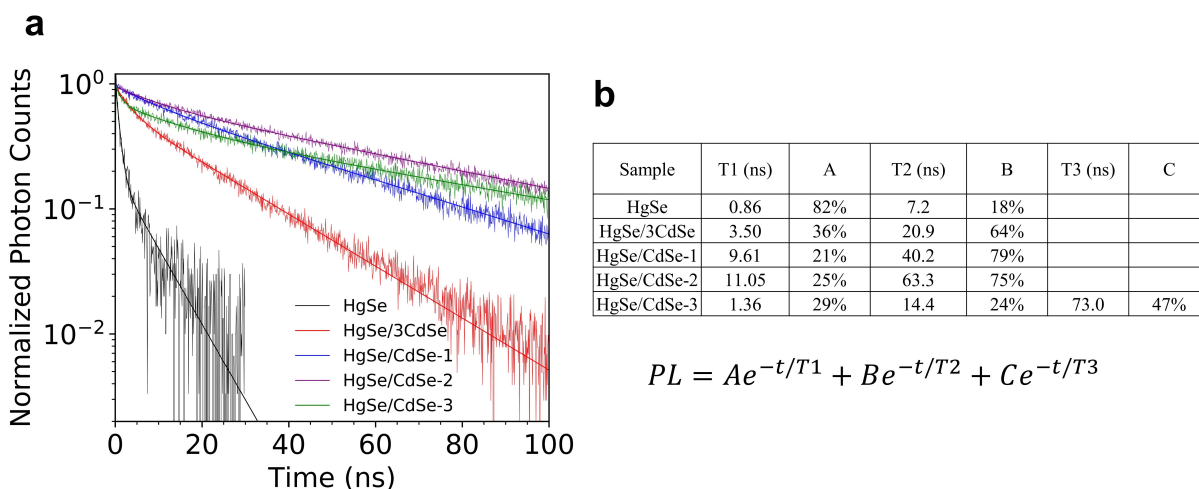 a
Normalized Photon Counts
10⁰
10⁻¹
10⁻²
HgSe
HgSe/3CdSe
HgSe/CdSe-1
HgSe/CdSe-2
HgSe/CdSe-3
0 20 40 60 80 100
Time (ns)
b
Sample T1 (ns) A T2 (ns) B T3 (ns) C
HgSe 0.86 82% 7.2 18%
HgSe/3CdSe 3.50 36% 20.9 64%
HgSe/CdSe-1 9.61 21% 40.2 79%
HgSe/CdSe-2 11.05 25% 63.3 75%
HgSe/CdSe-3 1.36 29% 14.4 24% 73.0 47%
PL = Ae^{-t/T1} + Be^{-t/T2} + Ce^{-t/T3}